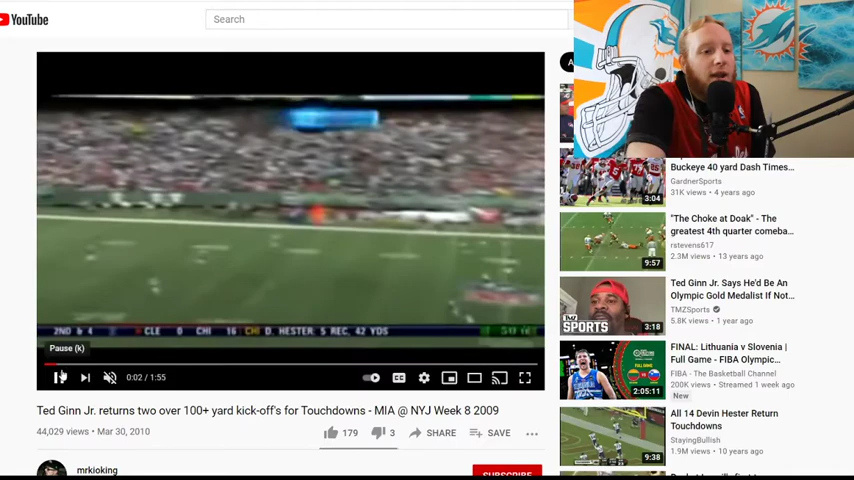 YouTube
Search
Buckeye 40 yard Dash Times...
GardnerSports
31K views • 4 years ago
3:04
"The Choke at Doak" - The
greatest 4th quarter comeba...
rstevens617
2.3M views • 13 years ago
9:57
Ted Ginn Jr. Says He'd Be An
Olympic Gold Medalist If Not...
TMZSports
5.8K views • 1 year ago
TMZ
SPORTS
3:18
FINAL: Lithuania v Slovenia |
Full Game - FIBA Olympic...
FIBA - The Basketball Channel
200K views • Streamed 1 week ago
New
2:05:11
All 14 Devin Hester Return
Touchdowns
StayingBullish
1.9M views • 10 years ago
9:38
2ND & 4 CLE 0 CHI 16 CHI D. HESTER: 5 REC, 42 YDS
Pause (k)
0:02 / 1:55
CC
Ted Ginn Jr. returns two over 100+ yard kick-off's for Touchdowns - MIA @ NYJ Week 8 2009
44,029 views • Mar 30, 2010
179
3
SHARE
SAVE
mrkioking
SUBSCRIBE